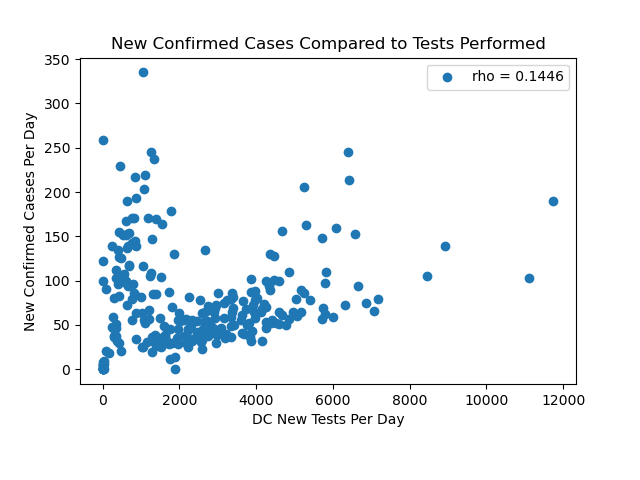 New Confirmed Cases Compared to Tests Performed
rho = 0.1446
New Confirmed Caeses Per Day
350
300
250
200
150
100
50
0
0 2000 4000 6000 8000 10000 12000
DC New Tests Per Day